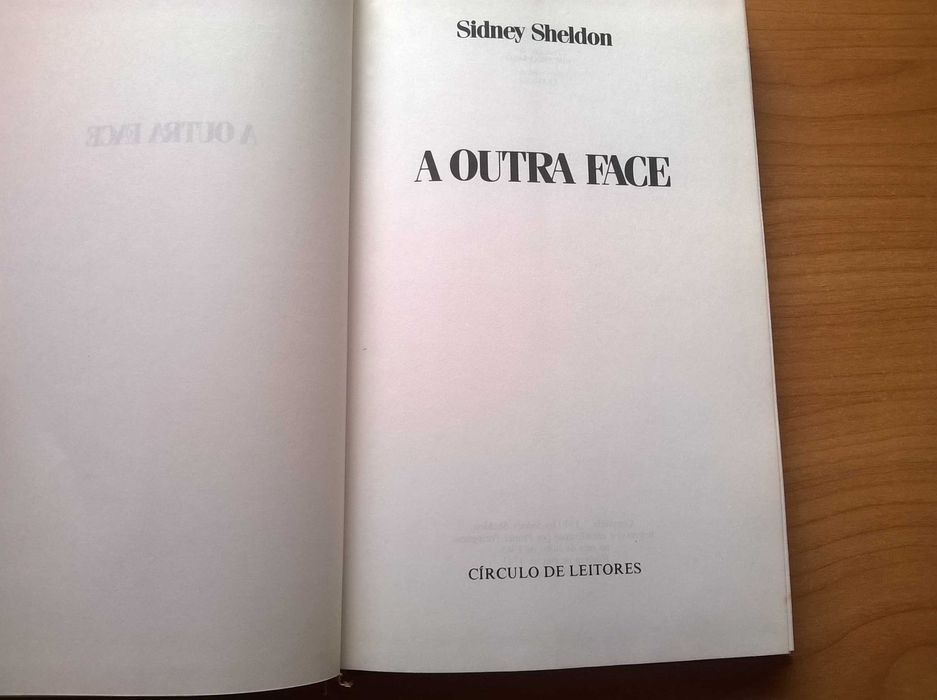 Sidney Sheldon
A OUTRA FACE
CÍRCULO DE LEITORES